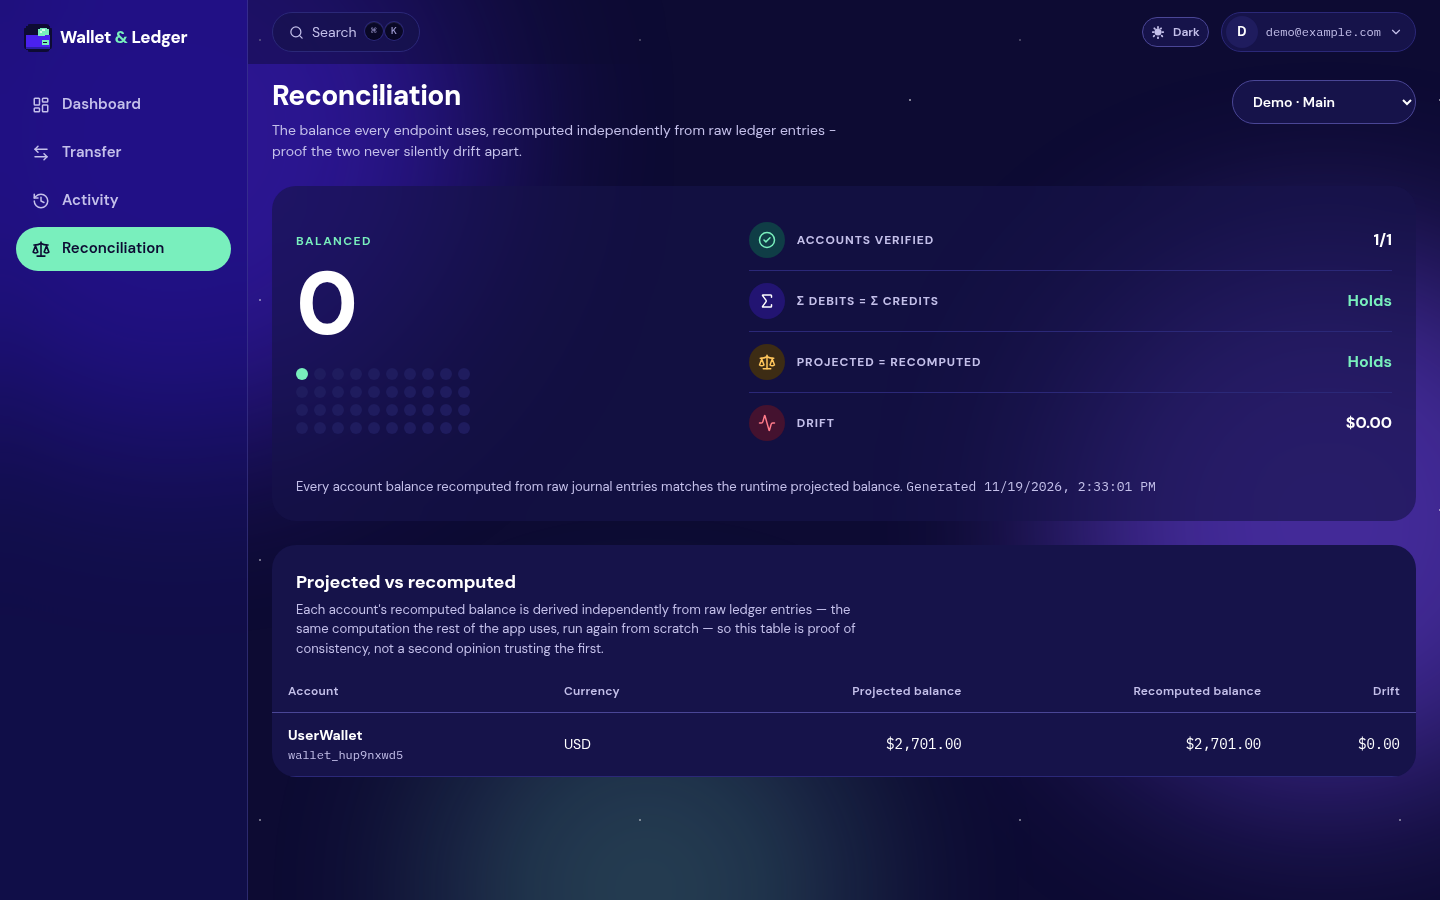 Wallet & Ledger
Dashboard
Transfer
Activity
Reconciliation
Search ⌘ K
Dark
D demo@example.com
Reconciliation
The balance every endpoint uses, recomputed independently from raw ledger entries –
proof the two never silently drift apart.
Demo · Main
BALANCED
0
ACCOUNTS VERIFIED 1/1
Σ DEBITS = Σ CREDITS Holds
PROJECTED = RECOMPUTED Holds
DRIFT $0.00
Every account balance recomputed from raw journal entries matches the runtime projected balance. Generated 11/19/2026, 2:33:01 PM
Projected vs recomputed
Each account's recomputed balance is derived independently from raw ledger entries — the
same computation the rest of the app uses, run again from scratch — so this table is proof of
consistency, not a second opinion trusting the first.
Account Currency Projected balance Recomputed balance Drift
UserWallet
wallet_hup9nxwd5
USD $2,701.00 $2,701.00 $0.00